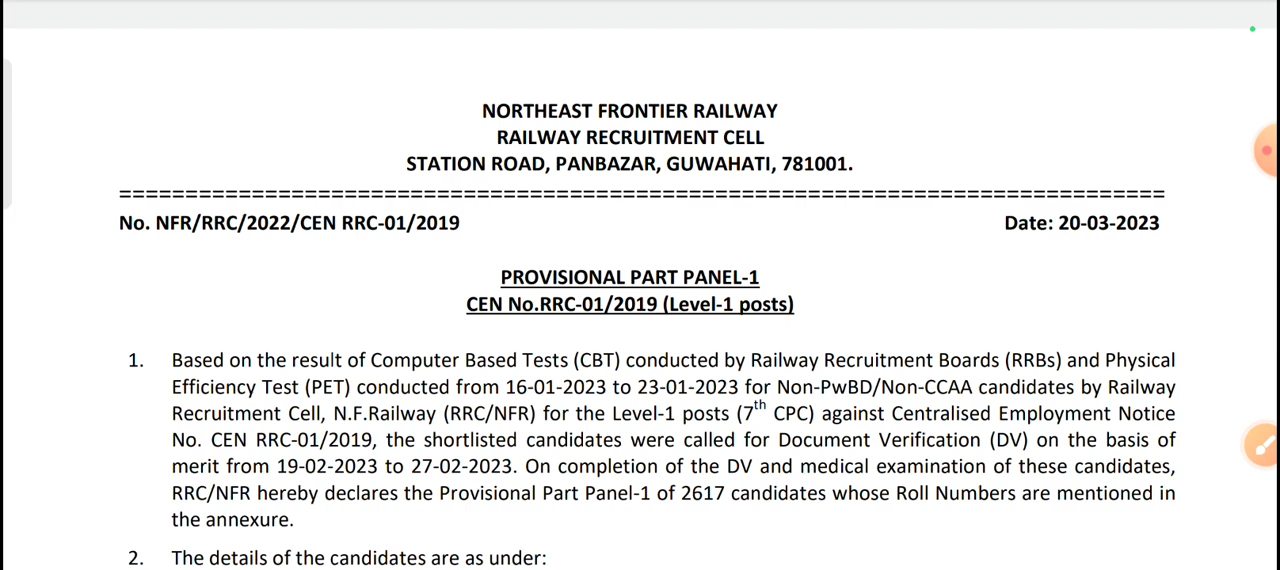 NORTHEAST FRONTIER RAILWAY
RAILWAY RECRUITMENT CELL
STATION ROAD, PANBAZAR, GUWAHATI, 781001.
================================================================================
No. NFR/RRC/2022/CEN RRC-01/2019 Date: 20-03-2023
PROVISIONAL PART PANEL-1
CEN No.RRC-01/2019 (Level-1 posts)
1. Based on the result of Computer Based Tests (CBT) conducted by Railway Recruitment Boards (RRBs) and Physical
Efficiency Test (PET) conducted from 16-01-2023 to 23-01-2023 for Non-PwBD/Non-CCAA candidates by Railway
Recruitment Cell, N.F.Railway (RRC/NFR) for the Level-1 posts (7th CPC) against Centralised Employment Notice
No. CEN RRC-01/2019, the shortlisted candidates were called for Document Verification (DV) on the basis of
merit from 19-02-2023 to 27-02-2023. On completion of the DV and medical examination of these candidates,
RRC/NFR hereby declares the Provisional Part Panel-1 of 2617 candidates whose Roll Numbers are mentioned in
the annexure.
2. The details of the candidates are as under: